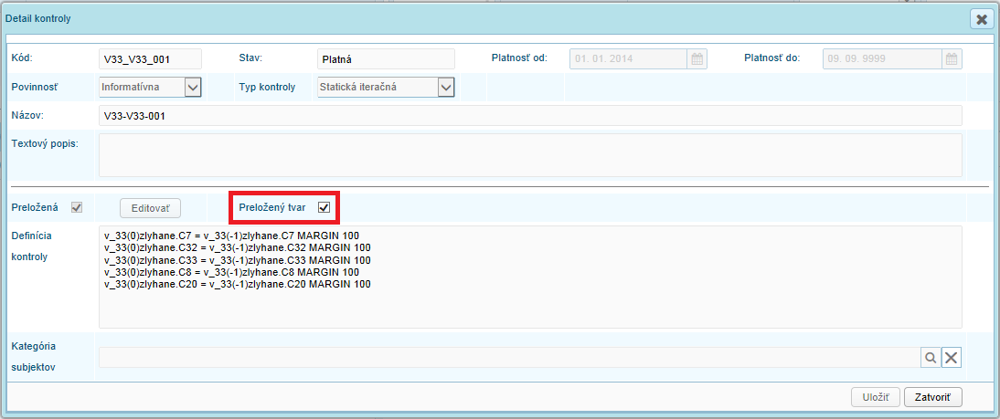 Detail kontroly
Kód: V33_V33_001 Stav: Platná Platnosť od: 01. 01. 2014 Platnosť do: 09. 09. 9999
Povinnosť Informatívna Typ kontroly Statická iteračná
Názov: V33-V33-001
Textový popis:
Preložená Editovať Preložený tvar
Definícia kontroly
v_33(0)zlyhane.C7 = v_33(-1)zlyhane.C7 MARGIN 100
v_33(0)zlyhane.C32 = v_33(-1)zlyhane.C32 MARGIN 100
v_33(0)zlyhane.C33 = v_33(-1)zlyhane.C33 MARGIN 100
v_33(0)zlyhane.C8 = v_33(-1)zlyhane.C8 MARGIN 100
v_33(0)zlyhane.C20 = v_33(-1)zlyhane.C20 MARGIN 100
Kategória
subjektov
Uložiť Zatvoriť